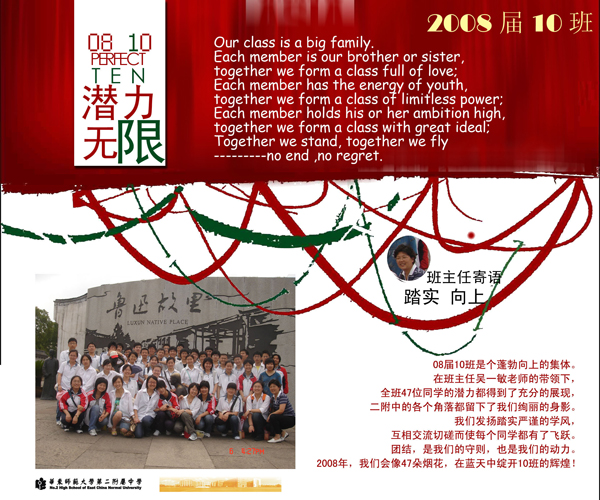 2008 届 10 班
08 10
PERFECT
TEN
潜力
无限
Our class is a big family.
Each member is our brother or sister,
together we form a class full of love;
Each member has the energy of youth,
together we form a class of limitless power;
Each member holds his or her ambition high,
together we form a class with great ideal;
Together we stand, together we fly
---------no end ,no regret.
班主任寄语
踏实 向上
鲁迅故里
LUXUN NATIVE PLACE
08届10班是个蓬勃向上的集体。
在班主任吴一敏老师的带领下，
全班47位同学的潜力都得到了充分的展现，
二附中的各个角落都留下了我们绚丽的身影。
我们发扬踏实严谨的学风，
互相交流切磋而使每个同学都有了飞跃。
团结，是我们的守则，也是我们的动力。
2008年，我们会像47朵烟花，在蓝天中绽开10班的辉煌！
華東師範大學第二附屬中學
No.2 High School of East China Normal University